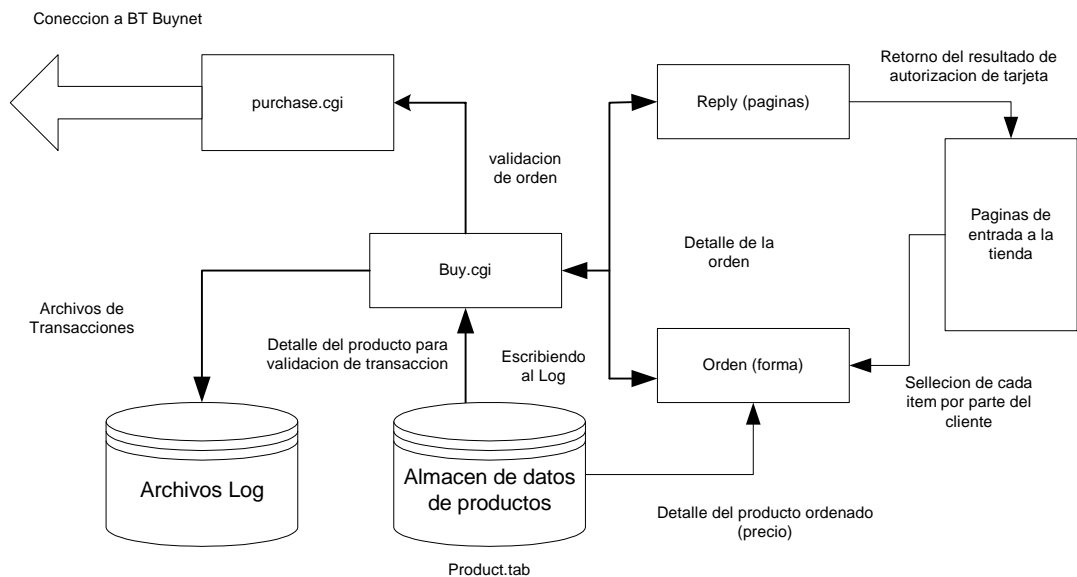 Coneccion a BT Buynet
purchase.cgi
Reply (paginas)
Retorno del resultado de
autorizacion de tarjeta
validacion
de orden
Paginas de
entrada a la
tienda
Buy.cgi
Detalle de la
orden
Archivos de
Transacciones
Detalle del producto para
validacion de transaccion
Escribiendo
al Log
Orden (forma)
Sellecion de cada
item por parte del
cliente
Archivos Log
Almacen de datos
de productos
Detalle del producto ordenado
(precio)
Product.tab